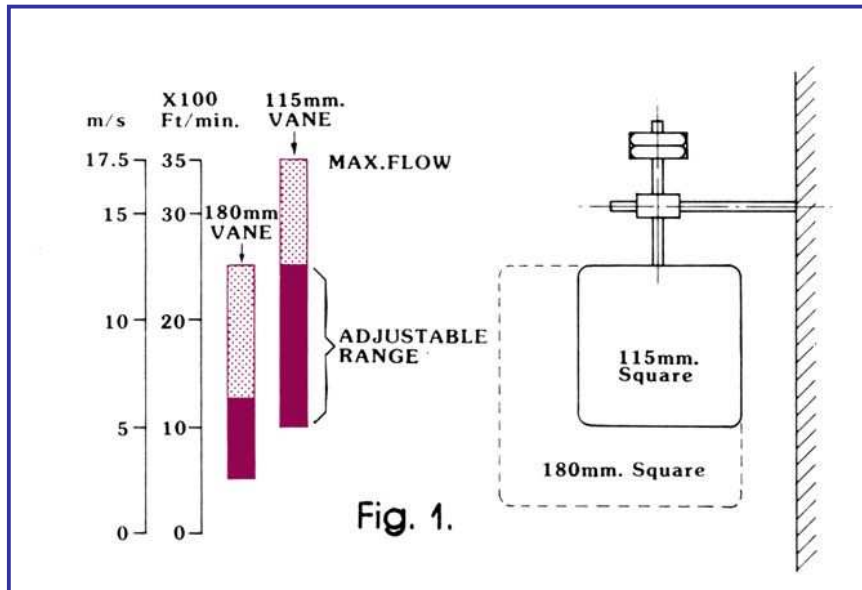 m/s
X100
Ft/min.
115mm.
VANE
17.5
35
MAX.FLOW
15
30
180mm
VANE
10
20
ADJUSTABLE
RANGE
5
10
0
0
115mm.
Square
180mm. Square
Fig. 1.